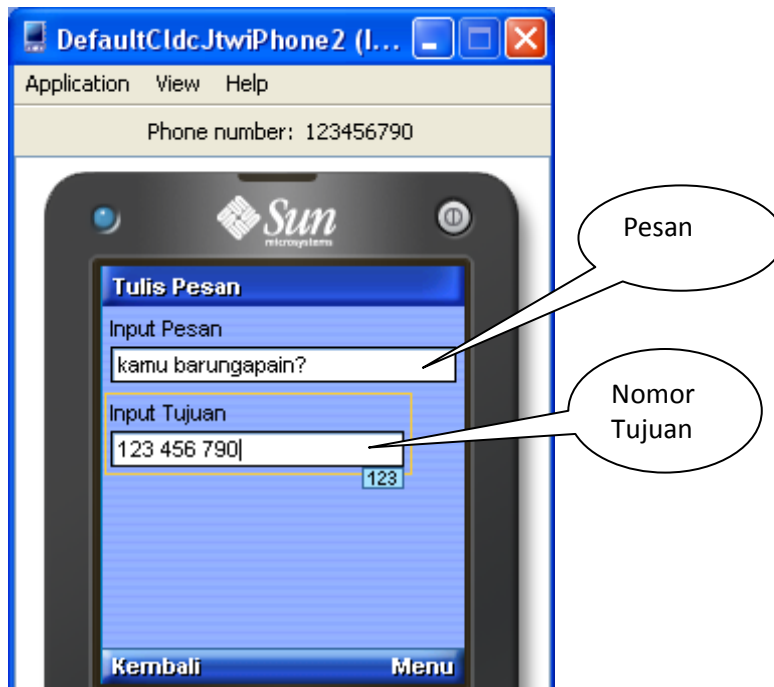 DefaultCldcJtwiPhone2 (I...
Application View Help
Phone number: 123456790
Sun
microsystems
Pesan
Tulis Pesan
Input Pesan
kamu barungapain?
Nomor
Tujuan
Input Tujuan
123 456 790
123
Kembali Menu